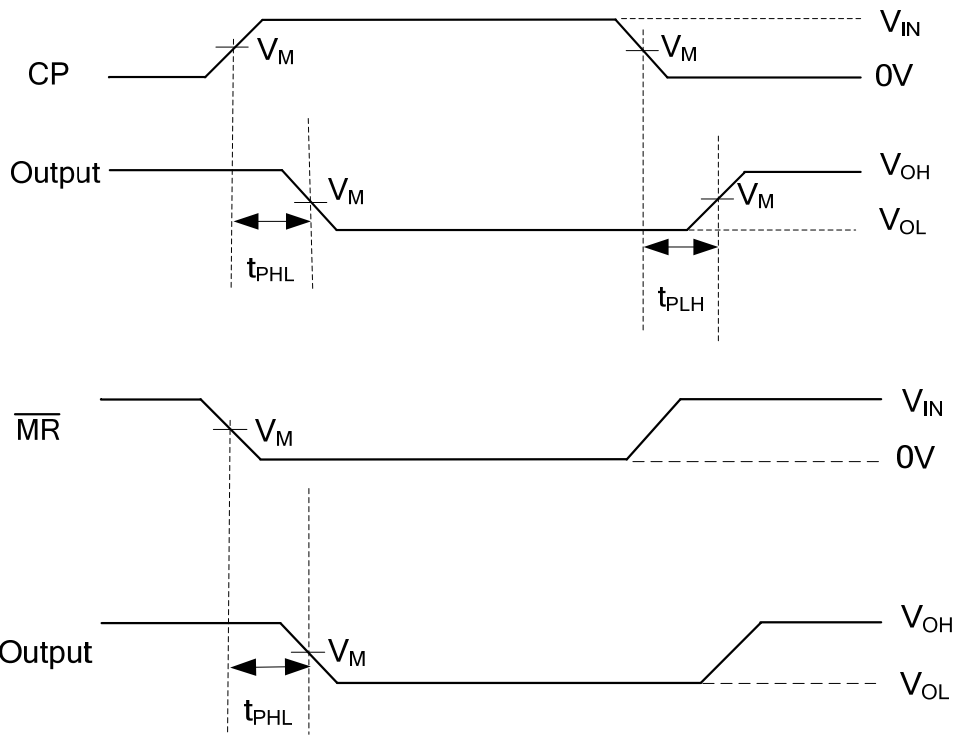 V_IN
V_M V_M
CP 0V
Output V_OH
V_M V_M
V_OL
t_PHL t_PLH
V_IN
M̅R̅ V_M
0V
V_OH
Output V_M
V_OL
t_PHL